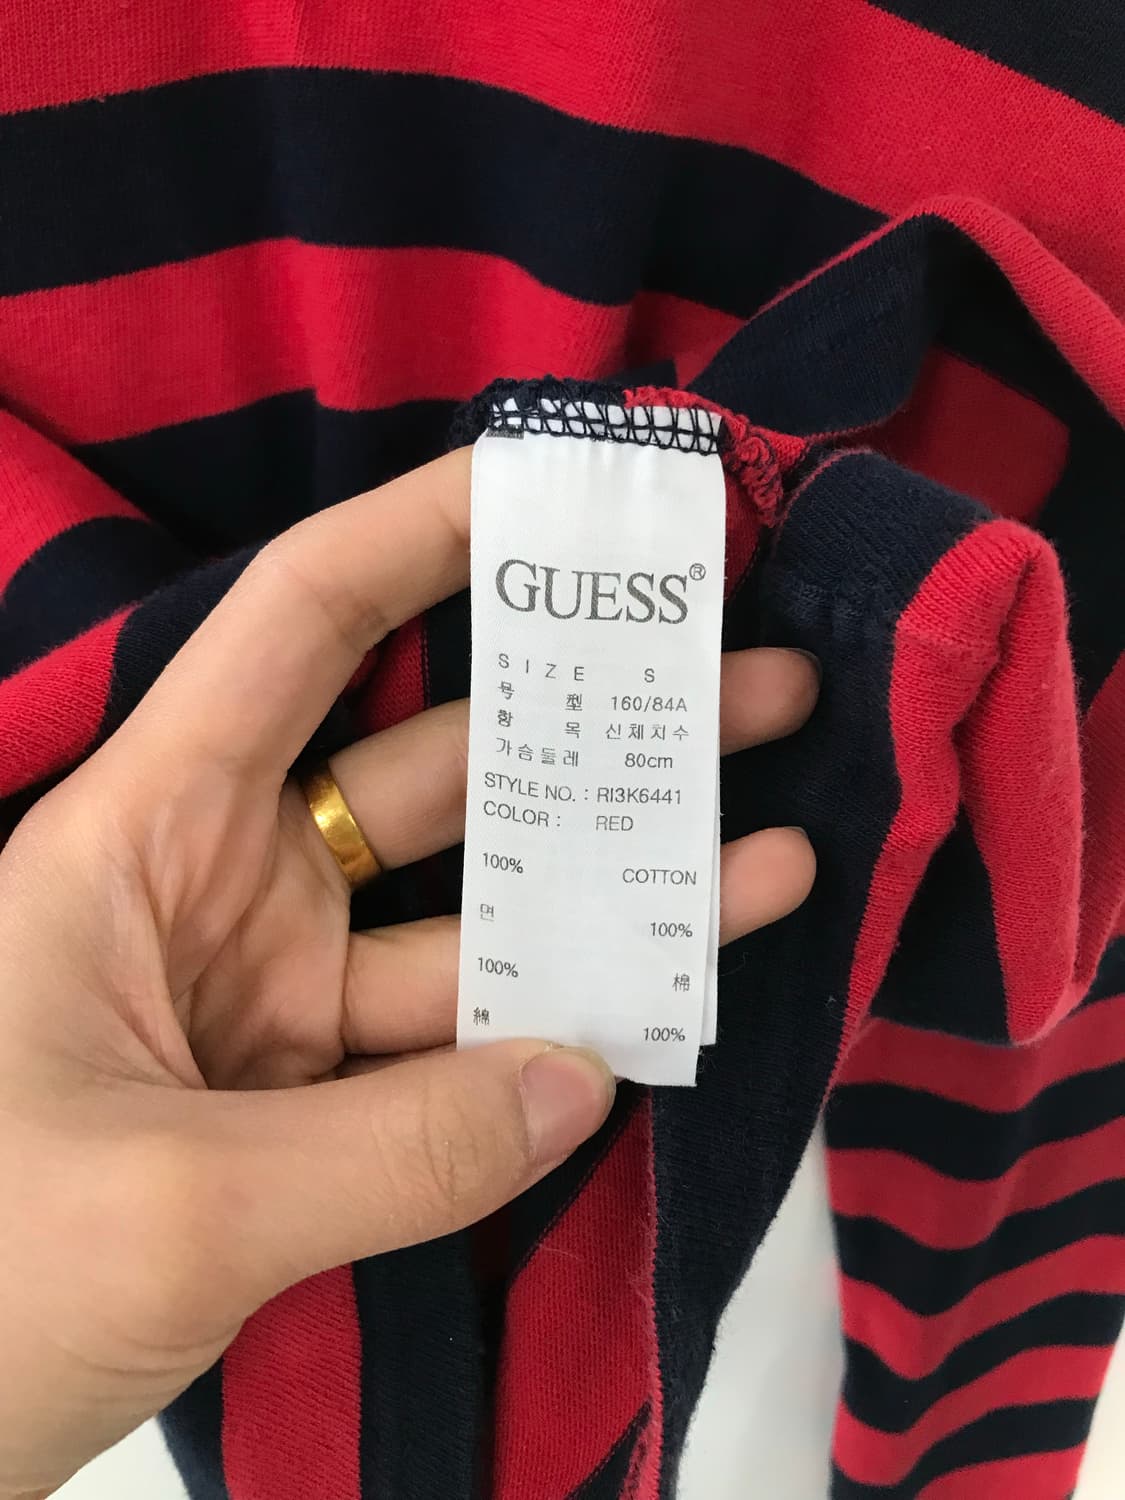 GUESS®
SIZE S
号型 160/84A
항목 신체치수
가슴둘레 80cm
STYLE NO. : RI3K6441
COLOR : RED
100% COTTON
면 100%
100% 棉
綿 100%